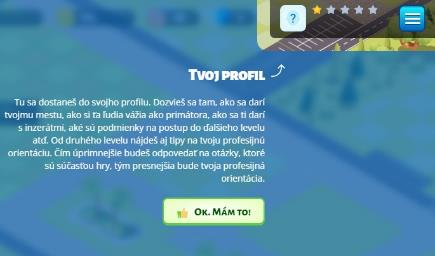 ?
Tvoj profil
Tu sa dostaneš do svojho profilu. Dozvieš sa tam, ako sa darí
tvojmu mestu, ako si ťa ľudia vážia ako primátora, ako sa ti darí
s inzerátmi, aké sú podmienky na postup do ďalšieho levelu
atď. Od druhého levelu nájdeš aj tipy na tvoju profesijnú
orientáciu. Čím úprimnejšie budeš odpovedať na otázky, ktoré
sú súčasťou hry, tým presnejšia bude tvoja profesijná
orientácia.
Ok. Mám to!